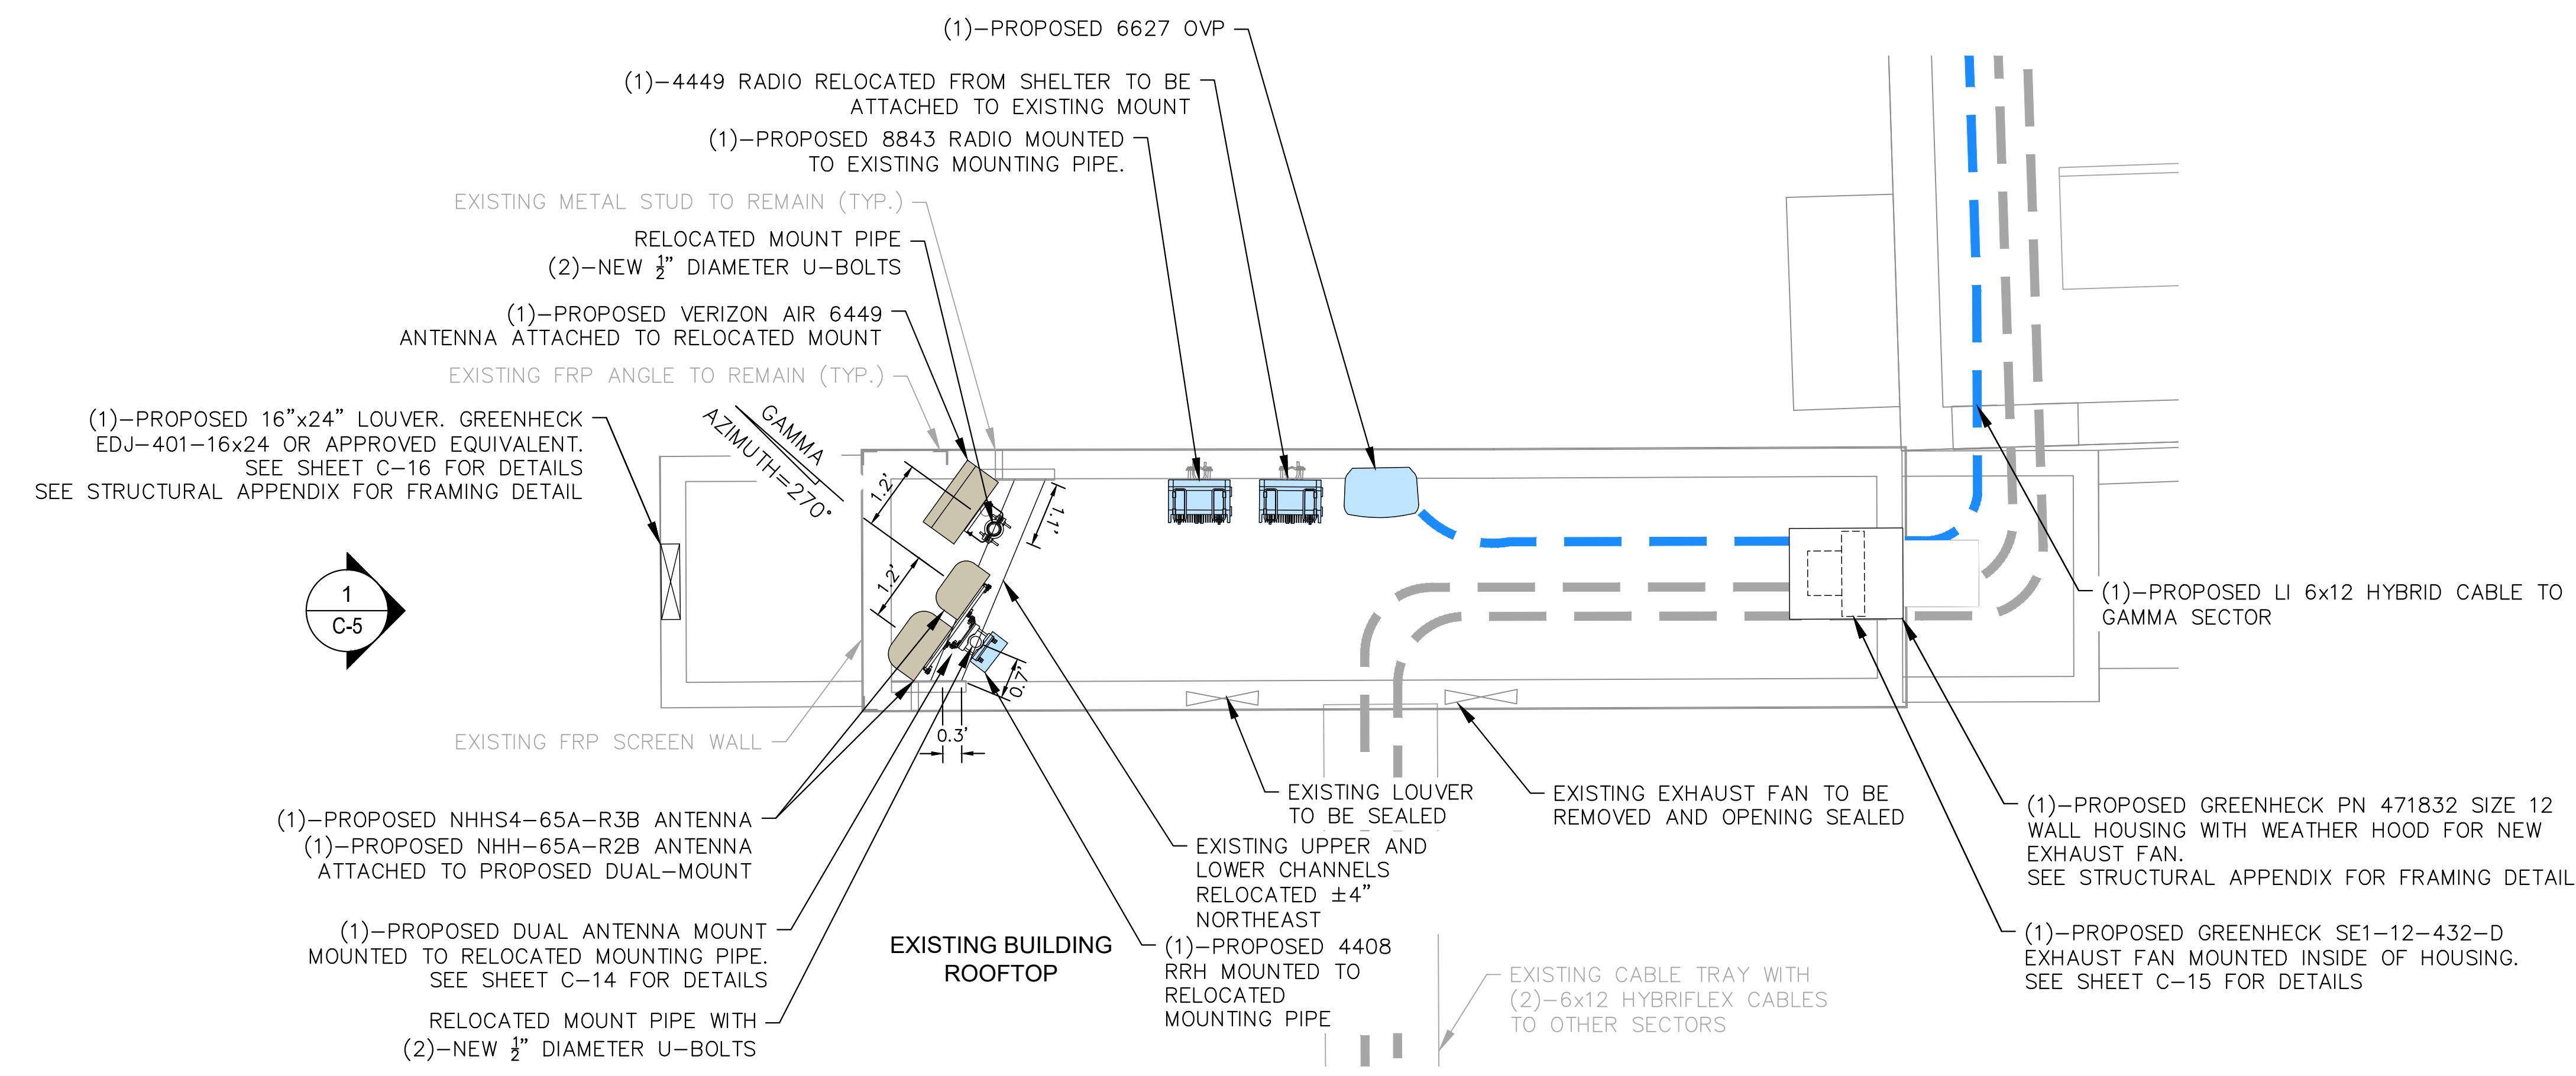 (1)-PROPOSED 6627 OVP
(1)-4449 RADIO RELOCATED FROM SHELTER TO BE
ATTACHED TO EXISTING MOUNT
(1)-PROPOSED 8843 RADIO MOUNTED
TO EXISTING MOUNTING PIPE.
EXISTING METAL STUD TO REMAIN (TYP.)
RELOCATED MOUNT PIPE
(2)-NEW ½" DIAMETER U-BOLTS
(1)-PROPOSED VERIZON AIR 6449
ANTENNA ATTACHED TO RELOCATED MOUNT
EXISTING FRP ANGLE TO REMAIN (TYP.)
(1)-PROPOSED 16"x24" LOUVER. GREENHECK
EDJ-401-16x24 OR APPROVED EQUIVALENT.
SEE SHEET C-16 FOR DETAILS
SEE STRUCTURAL APPENDIX FOR FRAMING DETAIL
GAMMA
AZIMUTH=270°
1.2'
1.1'
1.2'
0.7'
0.3'
1
C-5
(1)-PROPOSED LI 6x12 HYBRID CABLE TO
GAMMA SECTOR
EXISTING FRP SCREEN WALL
(1)-PROPOSED NHHS4-65A-R3B ANTENNA
(1)-PROPOSED NHH-65A-R2B ANTENNA
ATTACHED TO PROPOSED DUAL-MOUNT
(1)-PROPOSED DUAL ANTENNA MOUNT
MOUNTED TO RELOCATED MOUNTING PIPE.
SEE SHEET C-14 FOR DETAILS
RELOCATED MOUNT PIPE WITH
(2)-NEW ½" DIAMETER U-BOLTS
EXISTING BUILDING
ROOFTOP
EXISTING LOUVER
TO BE SEALED
EXISTING UPPER AND
LOWER CHANNELS
RELOCATED ±4"
NORTHEAST
(1)-PROPOSED 4408
RRH MOUNTED TO
RELOCATED
MOUNTING PIPE
EXISTING EXHAUST FAN TO BE
REMOVED AND OPENING SEALED
EXISTING CABLE TRAY WITH
(2)-6x12 HYBRIFLEX CABLES
TO OTHER SECTORS
(1)-PROPOSED GREENHECK PN 471832 SIZE 12
WALL HOUSING WITH WEATHER HOOD FOR NEW
EXHAUST FAN.
SEE STRUCTURAL APPENDIX FOR FRAMING DETAIL
(1)-PROPOSED GREENHECK SE1-12-432-D
EXHAUST FAN MOUNTED INSIDE OF HOUSING.
SEE SHEET C-15 FOR DETAILS